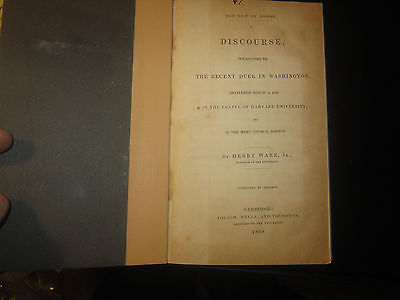 THE LAW OF HONOR.
A
DISCOURSE,
OCCASIONED BY
THE RECENT DUEL IN WASHINGTON;
DELIVERED MARCH 4, 1838,
IN THE CHAPEL OF HARVARD UNIVERSITY,
AND
IN THE WEST CHURCH, BOSTON.
BY HENRY WARE, JR.,
PUBLISHED BY REQUEST.
CAMBRIDGE:
FOLSOM, WELLS, AND THURSTON,
PRINTERS TO THE UNIVERSITY.
1838.